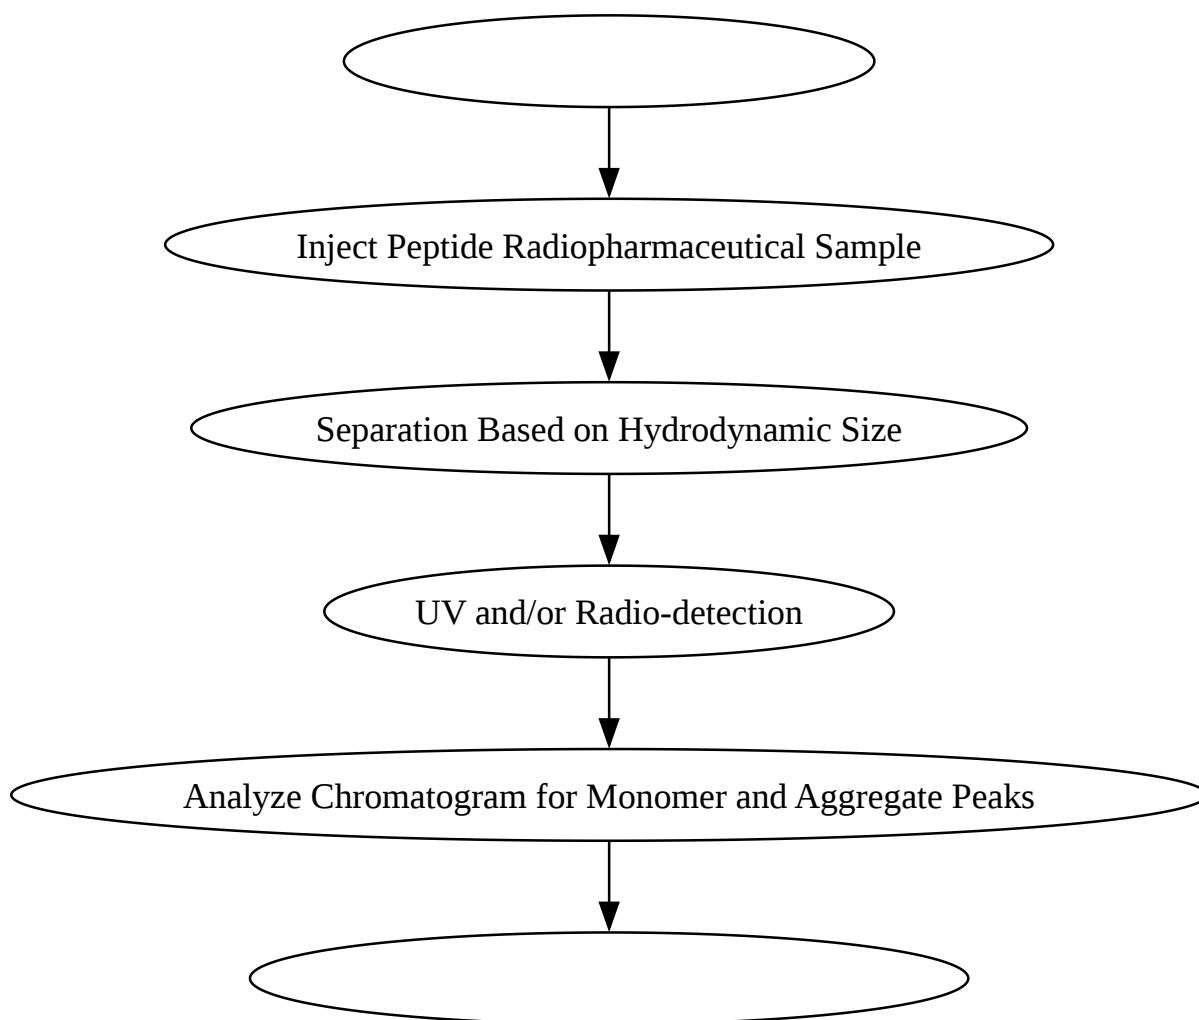 Inject Peptide Radiopharmaceutical Sample
Separation Based on Hydrodynamic Size
UV and/or Radio-detection
Analyze Chromatogram for Monomer and Aggregate Peaks